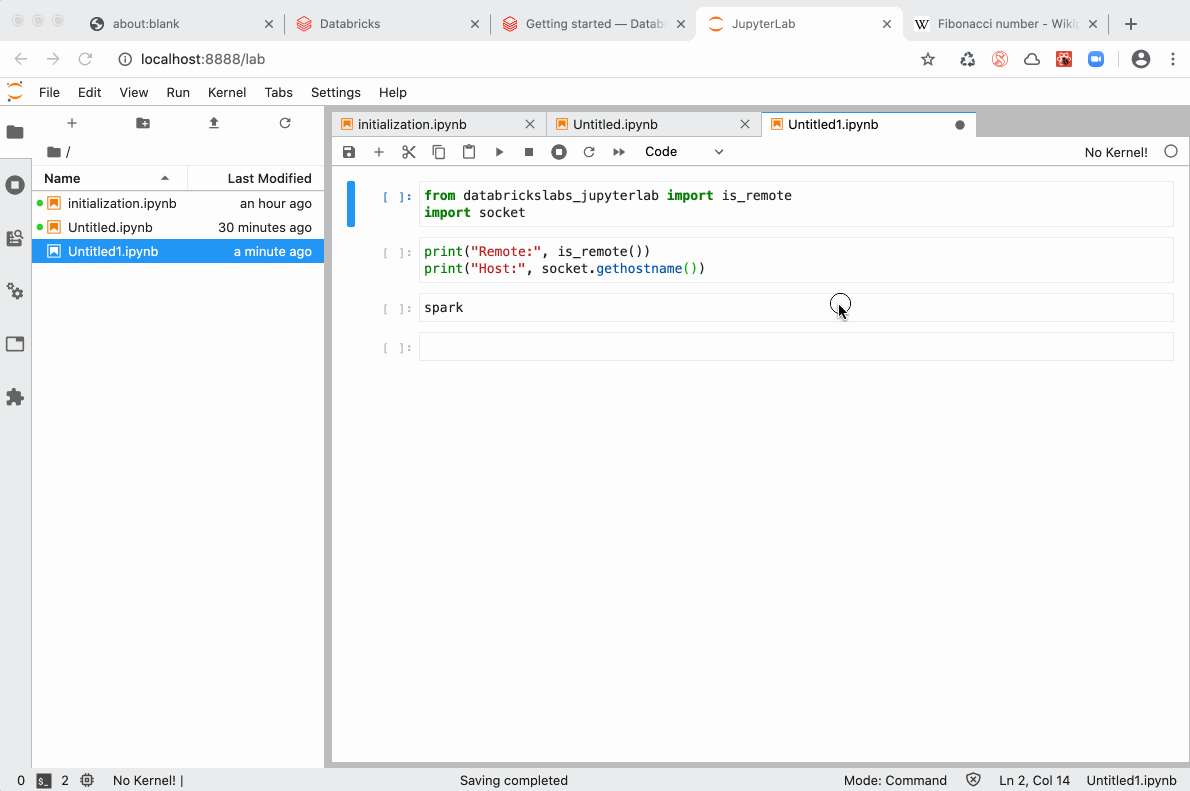 about:blank
Databricks
Getting started — Datab
JupyterLab
W Fibonacci number - Wiki
localhost:8888/lab
File Edit View Run Kernel Tabs Settings Help
initialization.ipynb
Untitled.ipynb
Untitled1.ipynb
/
Code
No Kernel!
Name Last Modified
initialization.ipynb an hour ago
Untitled.ipynb 30 minutes ago
Untitled1.ipynb a minute ago
[ ]: from databrickslabs_jupyterlab import is_remote
import socket
[ ]: print("Remote:", is_remote())
print("Host:", socket.gethostname())
[ ]: spark
[ ]:
0 $_ 2 No Kernel! | Saving completed Mode: Command Ln 2, Col 14 Untitled1.ipynb